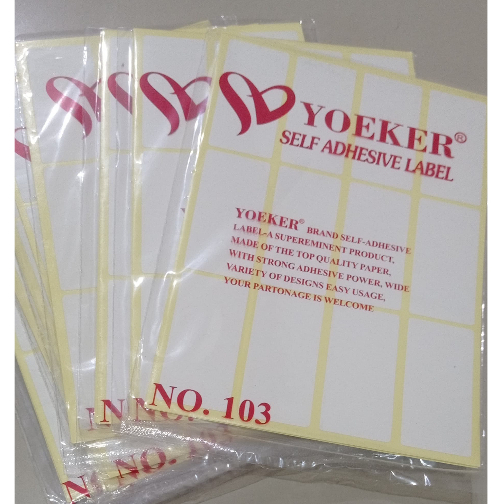 YOEKER®
SELF ADHESIVE LABEL
YOEKER® BRAND SELF-ADHESIVE
LABEL-A SUPEREMINENT PRODUCT,
MADE OF THE TOP QUALITY PAPER,
WITH STRONG ADHESIVE POWER, WIDE
VARIETY OF DESIGNS EASY USAGE,
YOUR PARTONAGE IS WELCOME
NO. 103
NO.